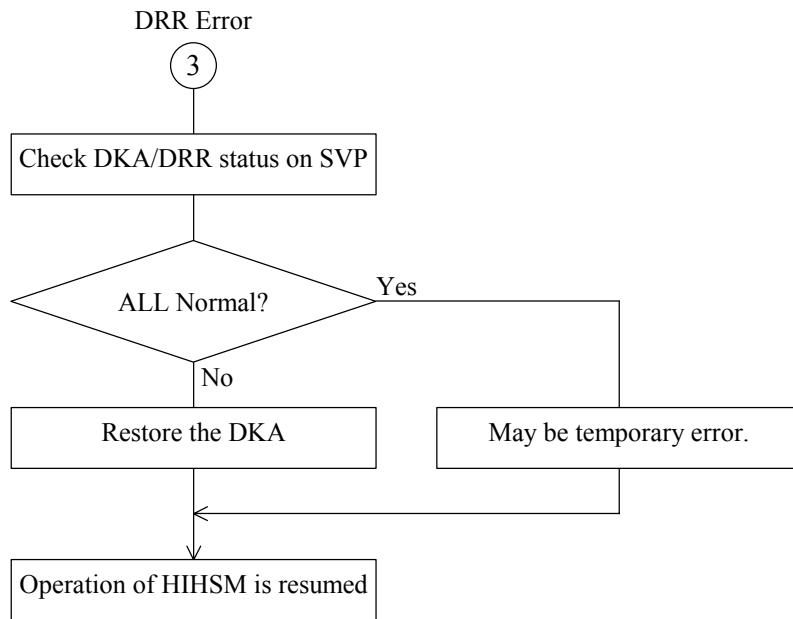 DRR Error
3
Check DKA/DRR status on SVP
ALL Normal?
Yes
No
Restore the DKA
May be temporary error.
Operation of HIHSM is resumed